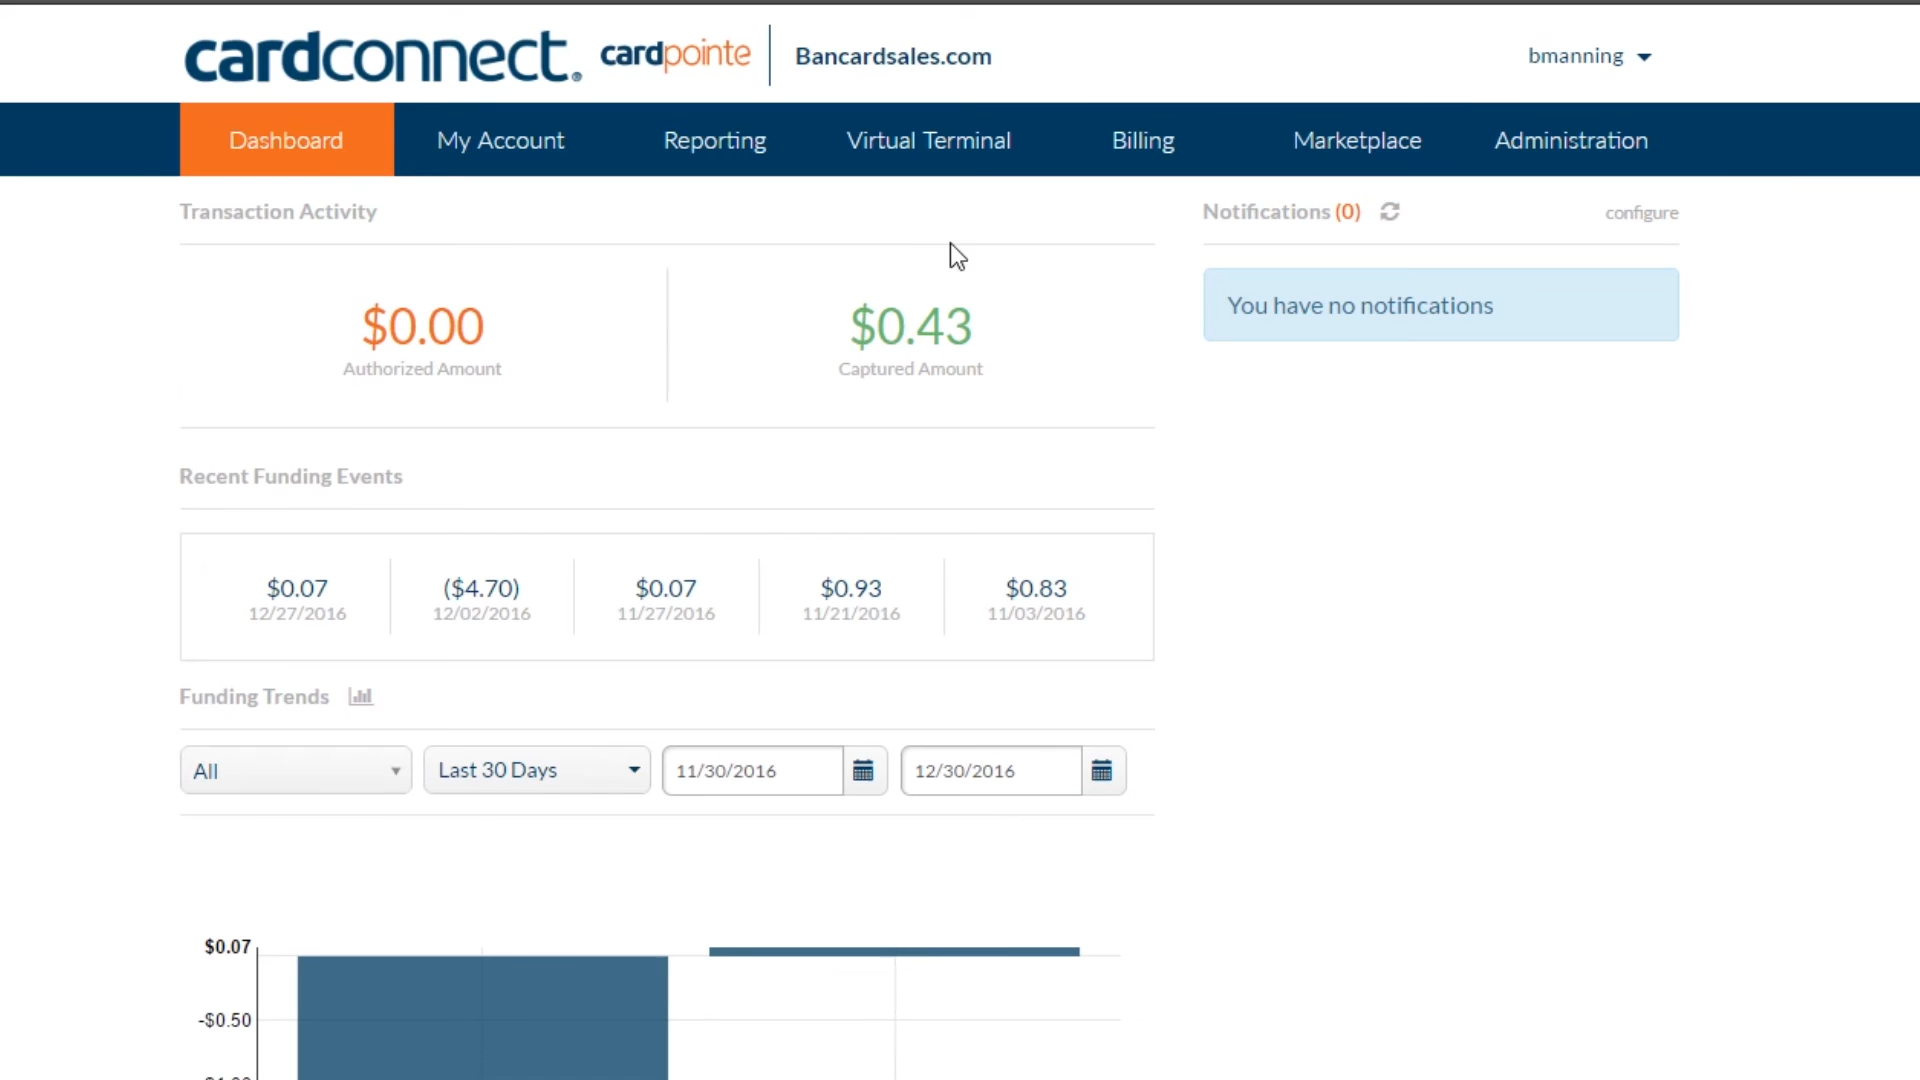 cardconnect® cardpointe Bancardsales.com bmanning
Dashboard My Account Reporting Virtual Terminal Billing Marketplace Administration
Transaction Activity
$0.00 $0.43
Authorized Amount Captured Amount
Notifications (0) configure
You have no notifications
Recent Funding Events
$0.07 ($4.70) $0.07 $0.93 $0.83
12/27/2016 12/02/2016 11/27/2016 11/21/2016 11/03/2016
Funding Trends
All Last 30 Days 11/30/2016 12/30/2016
$0.07
-$0.50